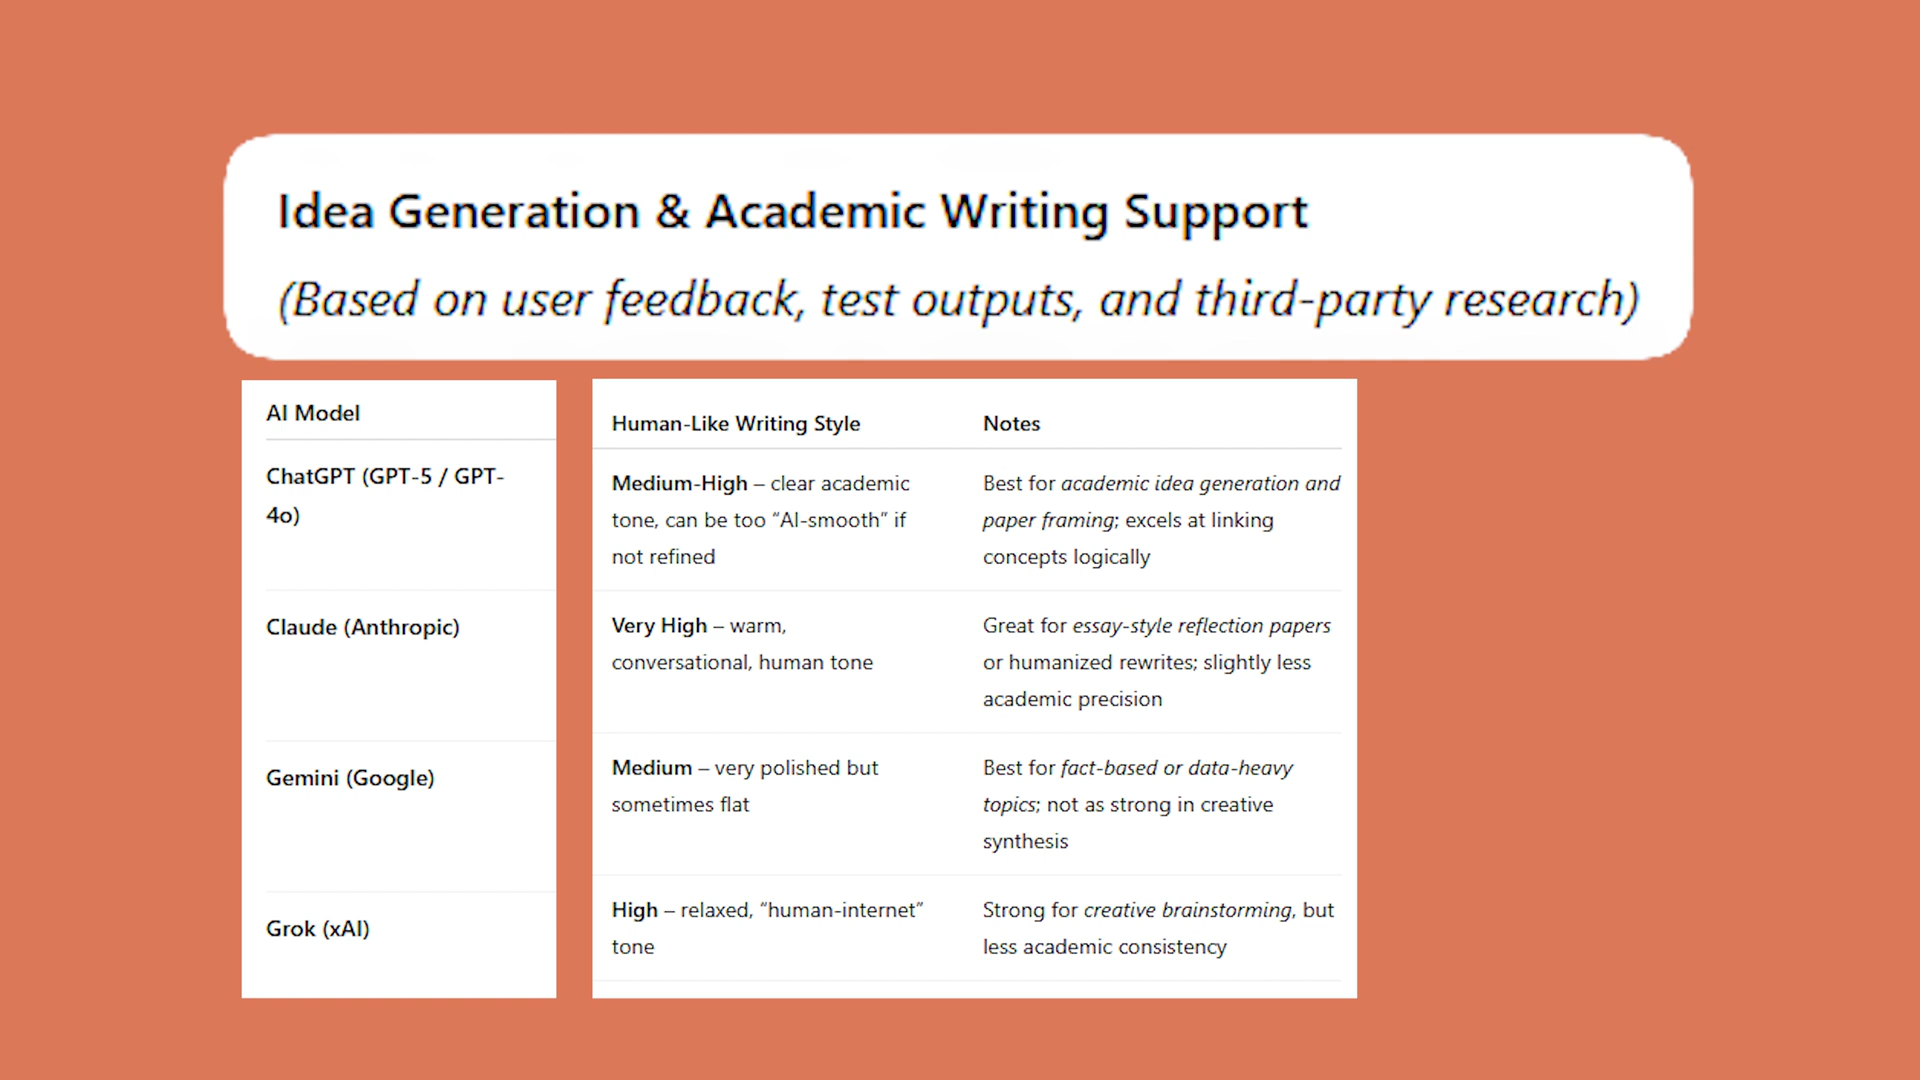 Idea Generation & Academic Writing Support
(Based on user feedback, test outputs, and third-party research)
AI Model
Human-Like Writing Style
Notes
ChatGPT (GPT-5 / GPT-
4o)
Medium-High – clear academic
tone, can be too “AI-smooth” if
not refined
Best for academic idea generation and
paper framing; excels at linking
concepts logically
Claude (Anthropic)
Very High – warm,
conversational, human tone
Great for essay-style reflection papers
or humanized rewrites; slightly less
academic precision
Gemini (Google)
Medium – very polished but
sometimes flat
Best for fact-based or data-heavy
topics; not as strong in creative
synthesis
Grok (xAI)
High – relaxed, “human-internet”
tone
Strong for creative brainstorming, but
less academic consistency